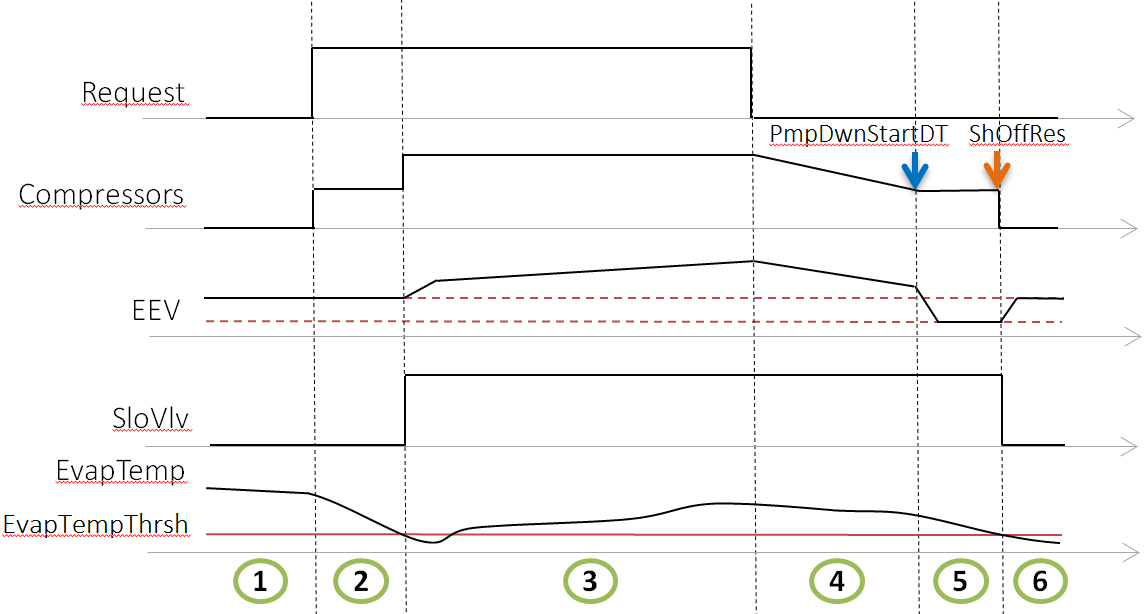 Request
PmpDwnStartDT ShOffRes
Compressors
EEV
SloVlv
EvapTemp
EvapTempThrsh
1 2 3 4 5 6